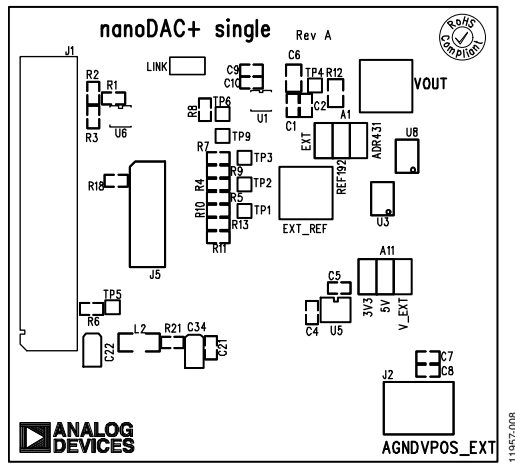 nanoDAC+ single
Rev A
RoHS Compliant
J1
LINK
C9
C10
C6
TP4
R12
VOUT
R2
R1
R3
U6
R8
TP6
U1
C1
C2
TP9
EXT
A1
REF192
ADR431
U8
R7
TP3
R9
R4
TP2
R5
R10
TP1
R13
R11
R18
J5
EXT_REF
U3
A11
3V3
5V
V_EXT
C5
C4
U5
TP5
R6
L2
R21
C34
C22
C21
C7
C8
J2
ANALOG
DEVICES
AGNDVPOS_EXT
11957-008